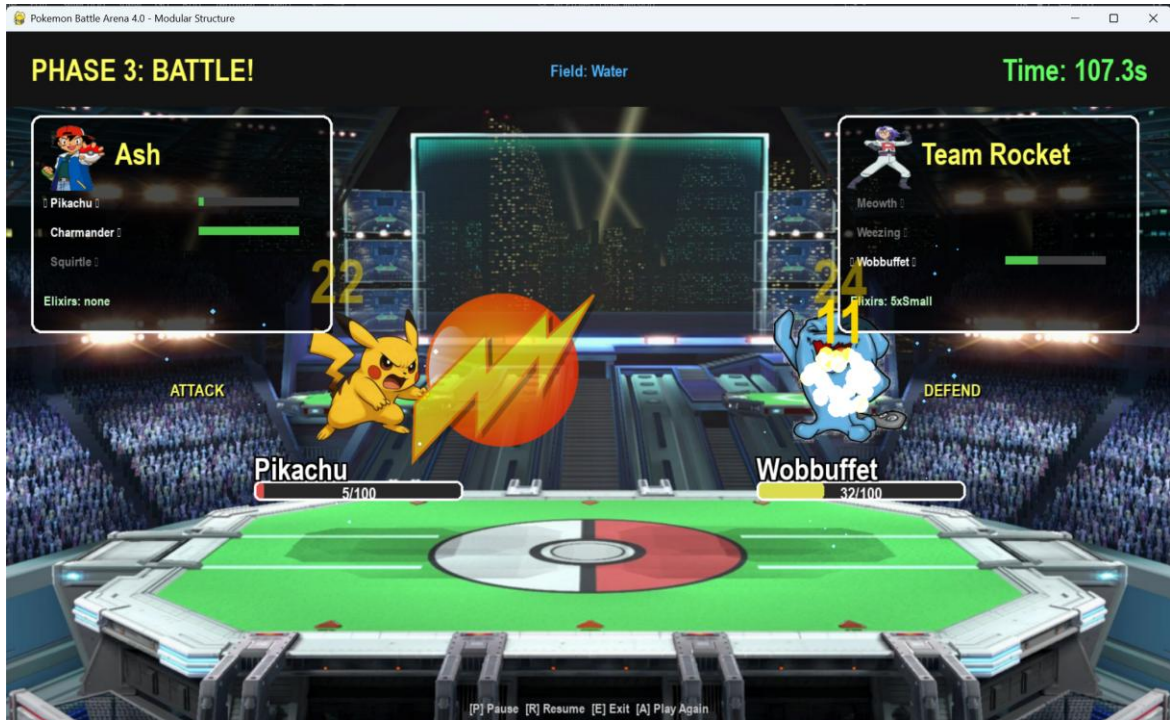 Pokemon Battle Arena 4.0 - Modular Structure
PHASE 3: BATTLE!
Field: Water
Time: 107.3s
Ash
Pikachu
Charmander
Squirtle
Elixirs: none
Team Rocket
Meowth
Weezing
Wobbuffet
Elixirs: 5xSmall
22
24
11
ATTACK
DEFEND
Pikachu
5/100
Wobbuffet
32/100
[P] Pause [R] Resume [E] Exit [A] Play Again